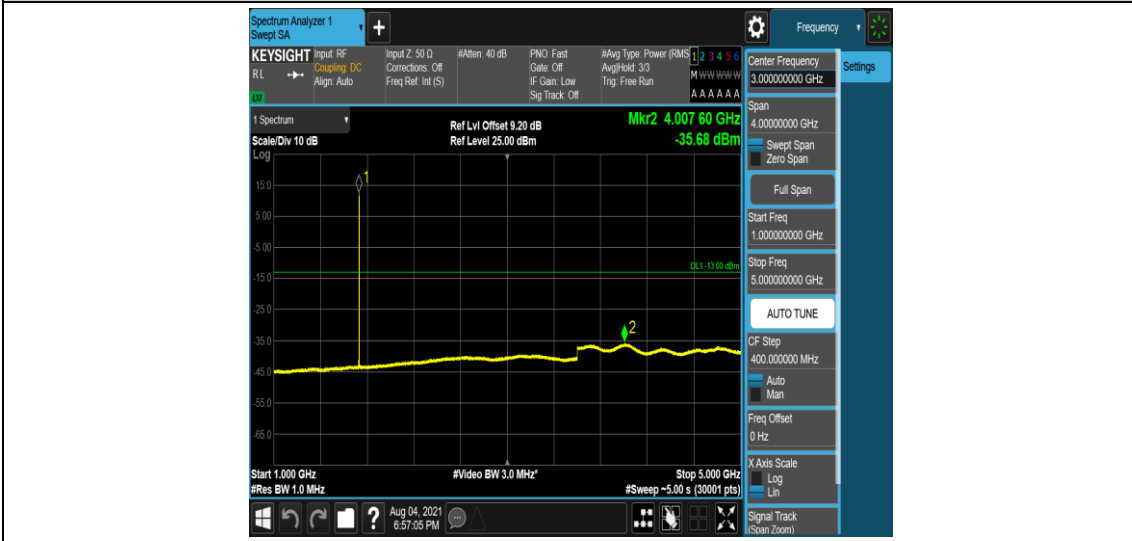 Spectrum Analyzer 1
Swept SA
+
Frequency
KEYSIGHT
RL
Input: RF
Coupling: DC
Align: Auto
Input Z: 50 Ω
Corrections: Off
Freq Ref: Int (S)
#Atten: 40 dB
PNO: Fast
Gate: Off
IF Gain: Low
Sig Track: Off
#Avg Type: Power (RMS
Avg|Hold: 3/3
Trig: Free Run
1 2 3 4 5 6
M W W W W W
A A A A A A
1 Spectrum
Scale/Div 10 dB
Log
Ref Lvl Offset 9.20 dB
Ref Level 25.00 dBm
Mkr2 4.007 60 GHz
-35.68 dBm
15.0
5.00
-5.00
-15.0
-25.0
-35.0
-45.0
-55.0
-65.0
1
DL1 -13.00 dBm
2
Start 1.000 GHz
#Res BW 1.0 MHz
#Video BW 3.0 MHz*
Stop 5.000 GHz
#Sweep ~5.00 s (30001 pts)
Center Frequency
3.000000000 GHz
Settings
Span
4.00000000 GHz
Swept Span
Zero Span
Full Span
Start Freq
1.000000000 GHz
Stop Freq
5.000000000 GHz
AUTO TUNE
CF Step
400.000000 MHz
Auto
Man
Freq Offset
0 Hz
X Axis Scale
Log
Lin
Signal Track
(Span Zoom)
?
Aug 04, 2021
6:57:05 PM